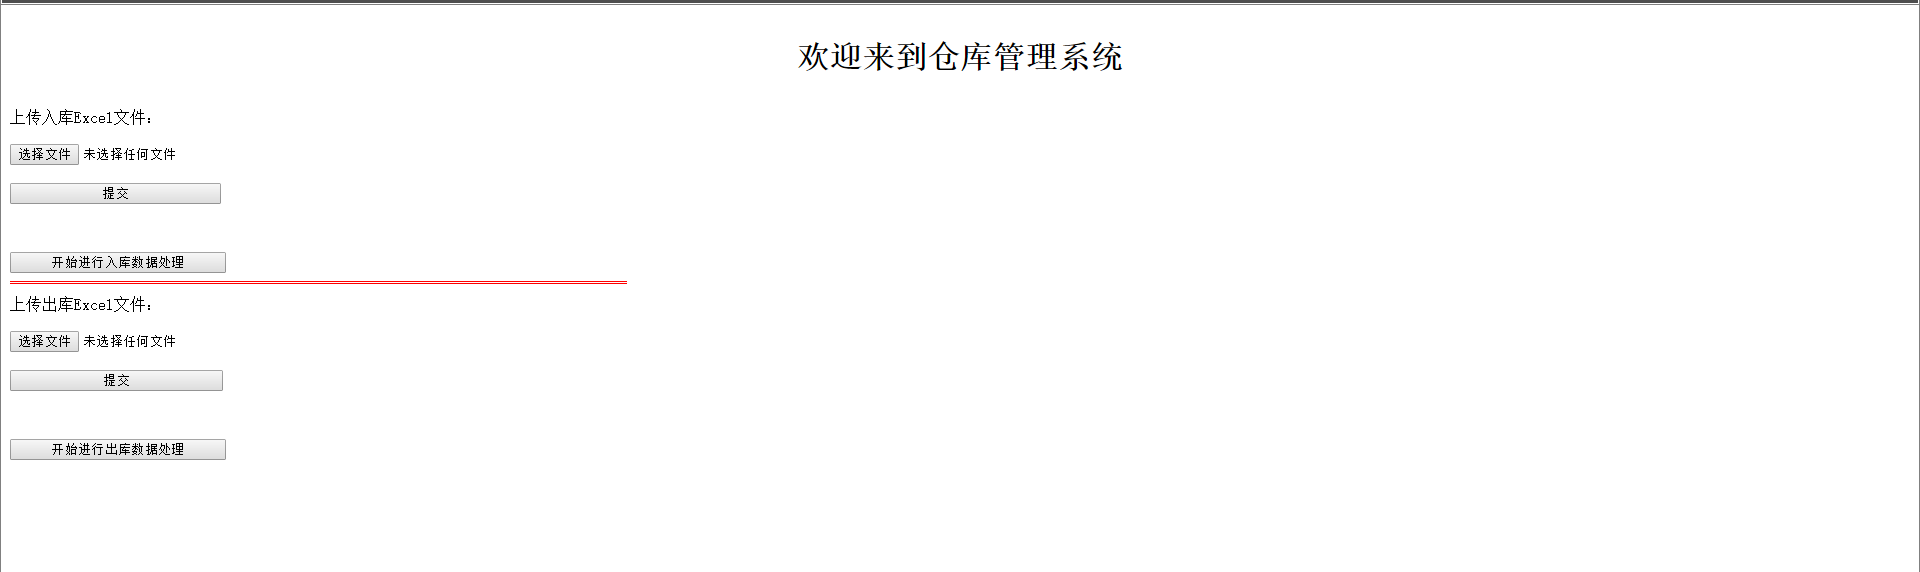 欢迎来到仓库管理系统
上传入库Excel文件：
选择文件 未选择任何文件
提交
开始进行入库数据处理
上传出库Excel文件：
选择文件 未选择任何文件
提交
开始进行出库数据处理